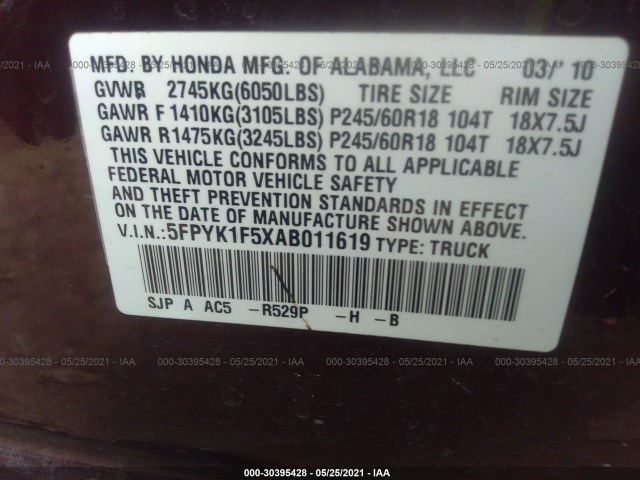 MFD. BY HONDA MFG. OF ALABAMA, LLC 03/'10
GVWR 2745KG(6050LBS) TIRE SIZE RIM SIZE
GAWR F 1410KG(3105LBS) P245/60R18 104T 18X7.5J
GAWR R1475KG(3245LBS) P245/60R18 104T 18X7.5J
THIS VEHICLE CONFORMS TO ALL APPLICABLE
FEDERAL MOTOR VEHICLE SAFETY
AND THEFT PREVENTION STANDARDS IN EFFECT
ON THE DATE OF MANUFACTURE SHOWN ABOVE.
V.I.N.:5FPYK1F5XAB011619 TYPE: TRUCK
SJP A AC5 -R529P -H -B
000-30395428 - 05/25/2021 - IAA